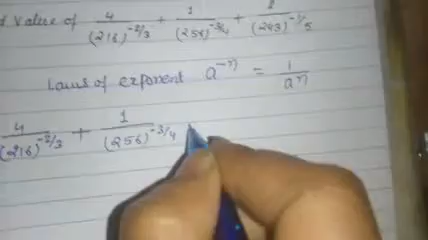 Value of 4/(216)^-2/3 + 1/(256)^-3/4 + 2/(243)^-1/5
Laws of exponent a^-n = 1/a^n
4/(216)^-2/3 + 1/(256)^-3/4